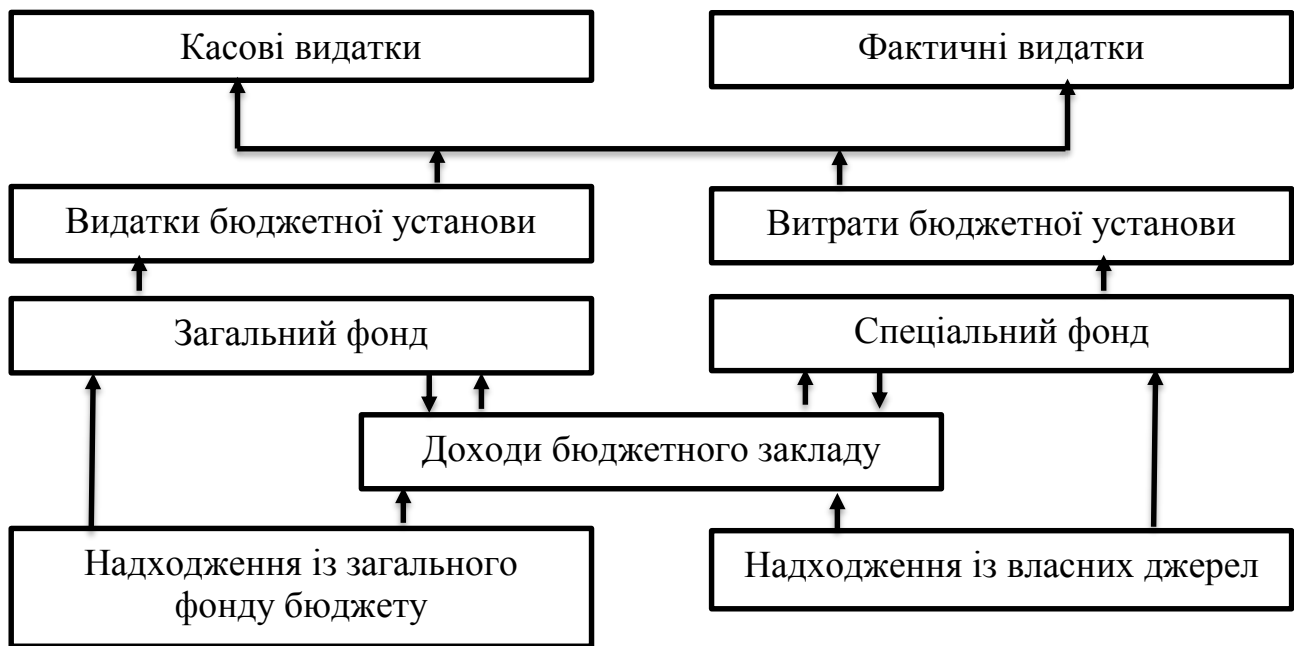 Касові видатки
Фактичні видатки
Видатки бюджетної установи
Витрати бюджетної установи
Загальний фонд
Спеціальний фонд
Доходи бюджетного закладу
Надходження із загального
фонду бюджету
Надходження із власних джерел